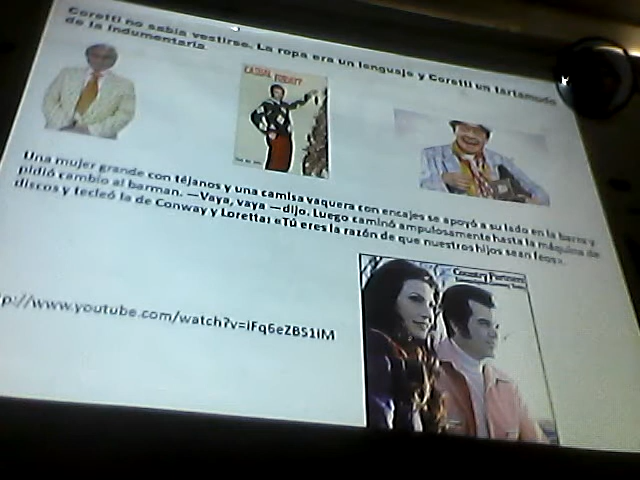 Coretti no sabía vestirse. La ropa era un lenguaje y Coretti un tartamudo
de la indumentaria
CASUAL FRIDAY?
Una mujer grande con téjanos y una camisa vaquera con encajes se apoyó a su lado en la barra y
pidió cambio al barman. —Vaya, vaya —dijo. Luego caminó ampulosamente hasta la máquina de
discos y tecleó la de Conway y Loretta: «Tú eres la razón de que nuestros hijos sean feos».
Country Partners
p://www.youtube.com/watch?v=iFq6eZBS1iM